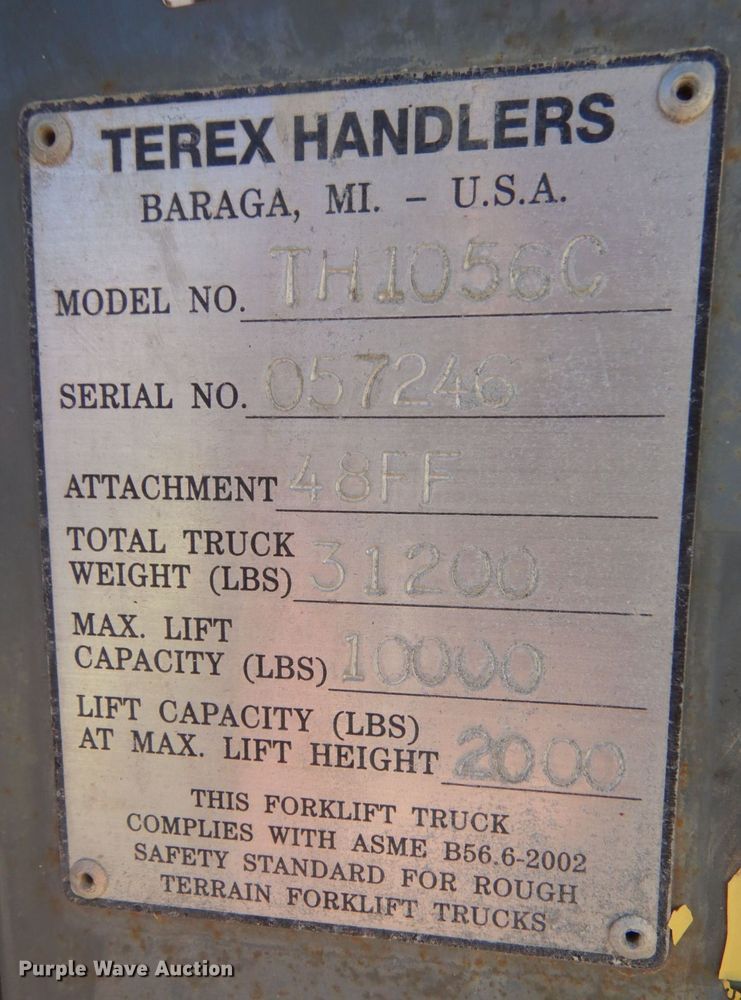 TEREX HANDLERS
BARAGA, MI. - U.S.A.
MODEL NO. TH1056C
SERIAL NO. 057246
ATTACHMENT 48FF
TOTAL TRUCK
WEIGHT (LBS) 31200
MAX. LIFT
CAPACITY (LBS) 10000
LIFT CAPACITY (LBS)
AT MAX. LIFT HEIGHT 2000
THIS FORKLIFT TRUCK
COMPLIES WITH ASME B56.6-2002
SAFETY STANDARD FOR ROUGH
TERRAIN FORKLIFT TRUCKS
Purple Wave Auction